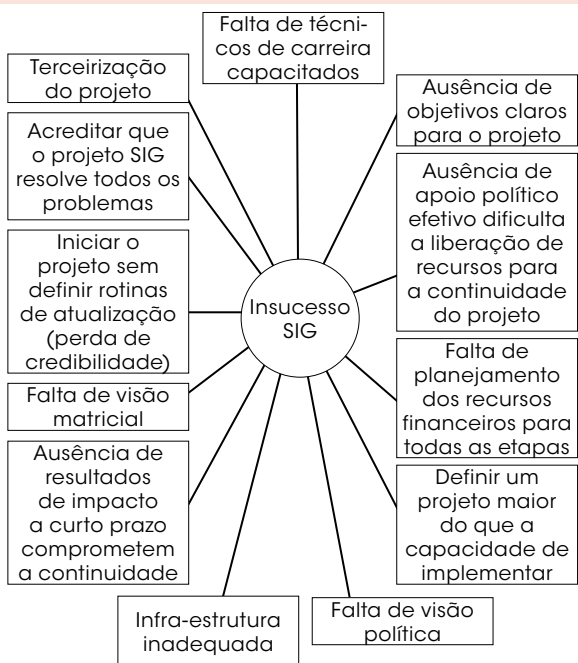 Falta de técni-
cos de carreira
capacitados
Terceirização
do projeto
Ausência de
objetivos claros
para o projeto
Acreditar que
o projeto SIG
resolve todos os
problemas
Ausência de
apoio político
efetivo dificulta
a liberação de
recursos para
a continuidade
do projeto
Iniciar o
projeto sem
definir rotinas
de atualização
(perda de
credibilidade)
Insucesso
SIG
Falta de
planejamento
dos recursos
financeiros para
todas as etapas
Falta de visão
matricial
Ausência de
resultados
de impacto
a curto prazo
comprometem
a continuidade
Definir um
projeto maior
do que a
capacidade de
implementar
Infra-estrutura
inadequada
Falta de visão
política